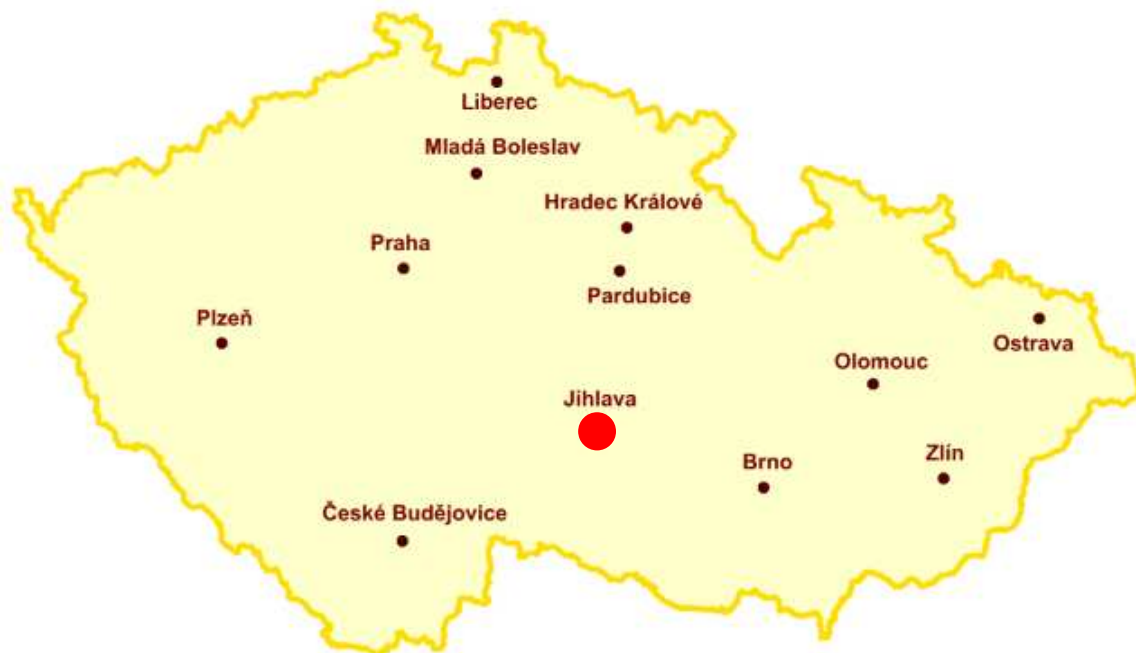 Liberec
Mladá Boleslav
Hradec Králové
Praha
Pardubice
Plzeň
Ostrava
Olomouc
Jihlava
Zlín
Brno
České Budějovice